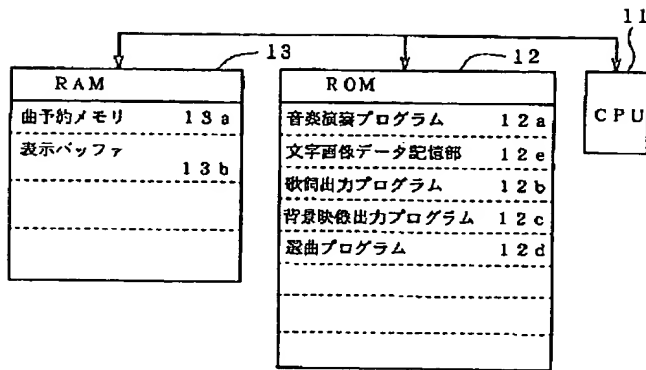 11
13
12
RAM
曲予約メモリ 13a
表示バッファ
13b
ROM
音楽演奏プログラム 12a
文字画像データ記憶部 12e
歌詞出力プログラム 12b
背景映像出力プログラム 12c
選曲プログラム 12d
CPU